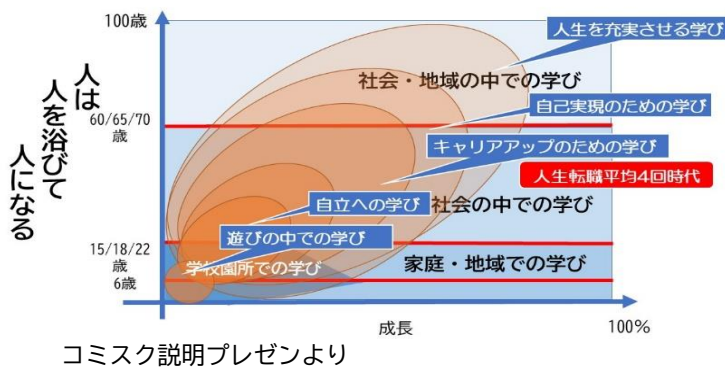 100歳
人は
人を浴びて
人になる
人生を充実させる学び
社会・地域の中での学び
60/65/70
歳
自己実現のための学び
キャリアアップのための学び
人生転職平均4回時代
自立への学び
社会の中での学び
遊びの中での学び
15/18/22
歳
学校園所での学び
家庭・地域での学び
6歳
成長
100%
コミスク説明プレゼンより